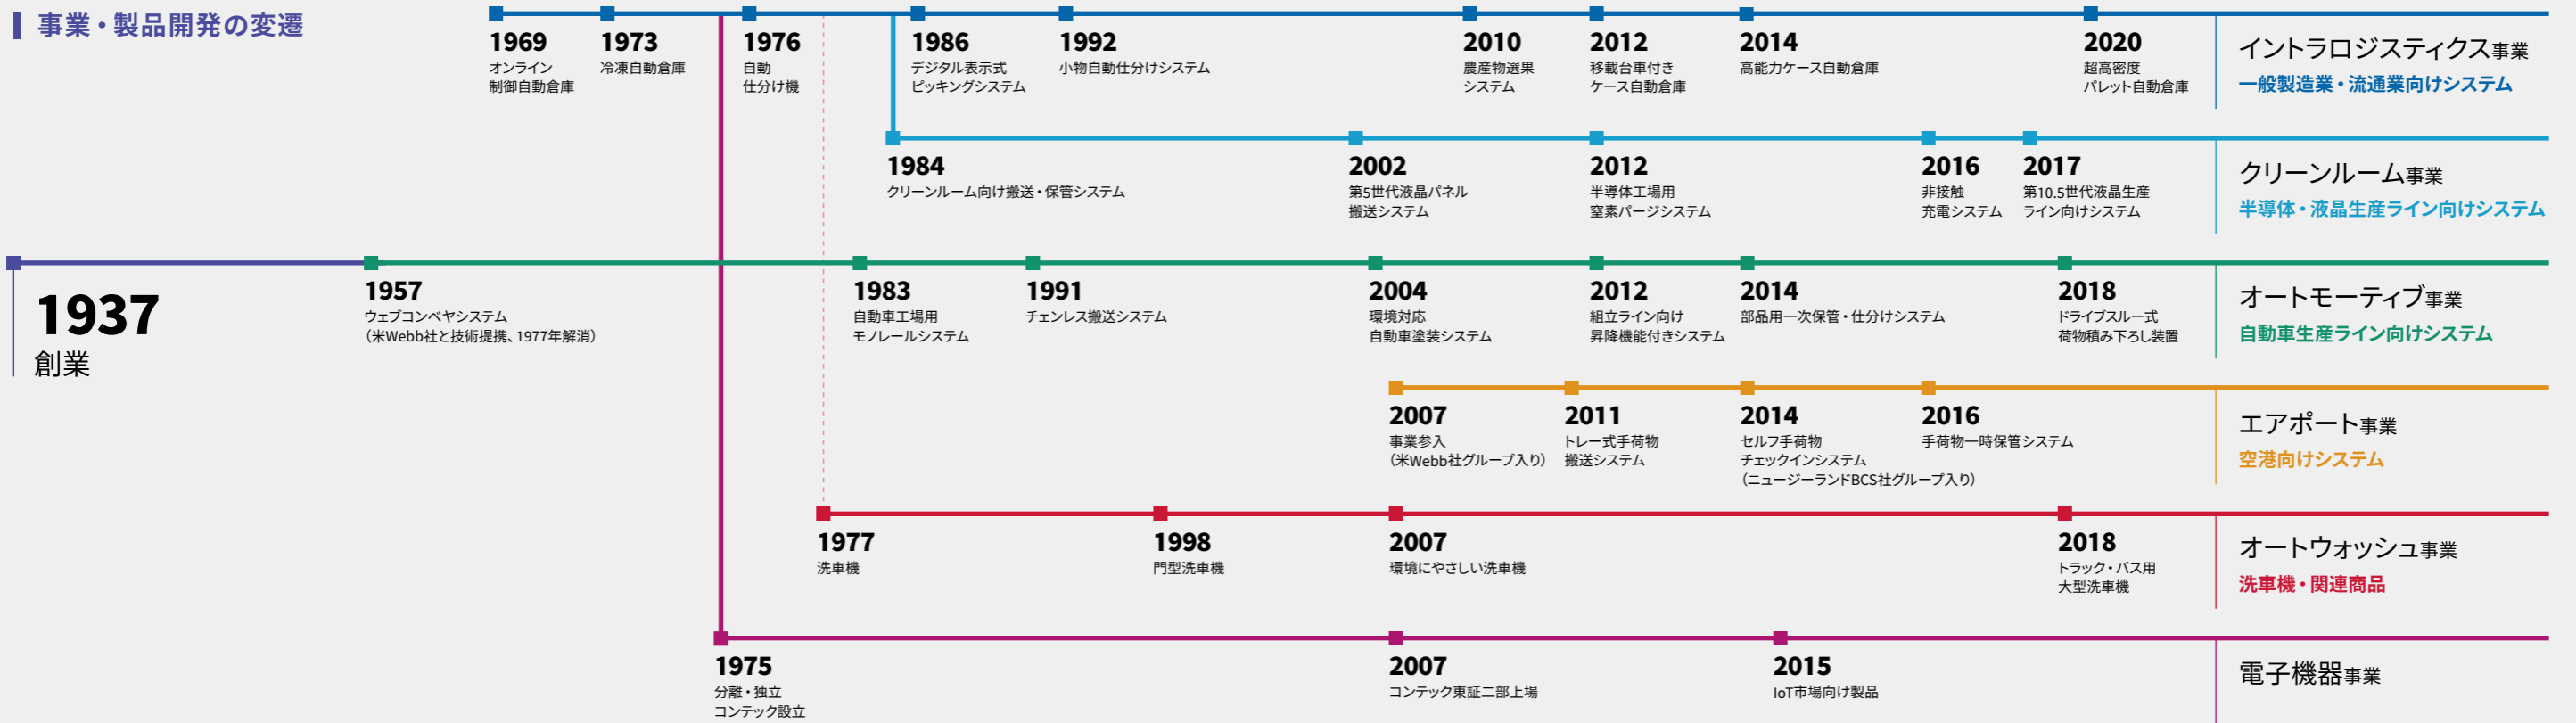 事業・製品開発の変遷
1969
オンライン
制御自動倉庫
1973
冷凍自動倉庫
1976
自動
仕分け機
1986
デジタル表示式
ピッキングシステム
1992
小物自動仕分けシステム
2010
農産物選果
システム
2012
移載台車付き
ケース自動倉庫
2014
高能力ケース自動倉庫
2020
超高密度
パレット自動倉庫
イントラロジスティクス事業
一般製造業・流通業向けシステム
1984
クリーンルーム向け搬送・保管システム
2002
第5世代液晶パネル
搬送システム
2012
半導体工場用
窒素パージシステム
2016
非接触
充電システム
2017
第10.5世代液晶生産
ライン向けシステム
クリーンルーム事業
半導体・液晶生産ライン向けシステム
1937
創業
1957
ウェブコンベヤシステム
（米Webb社と技術提携、1977年解消）
1983
自動車工場用
モノレールシステム
1991
チェンレス搬送システム
2004
環境対応
自動車塗装システム
2012
組立ライン向け
昇降機能付きシステム
2014
部品用一次保管・仕分けシステム
2018
ドライブスルー式
荷物積み下ろし装置
オートモーティブ事業
自動車生産ライン向けシステム
2007
事業参入
（米Webb社グループ入り）
2011
トレー式手荷物
搬送システム
2014
セルフ手荷物
チェックインシステム
（ニュージーランドBCS社グループ入り）
2016
手荷物一時保管システム
エアポート事業
空港向けシステム
1977
洗車機
1998
門型洗車機
2007
環境にやさしい洗車機
2018
トラック・バス用
大型洗車機
オートウォッシュ事業
洗車機・関連商品
1975
分離・独立
コンテック設立
2007
コンテック東証二部上場
2015
IoT市場向け製品
電子機器事業